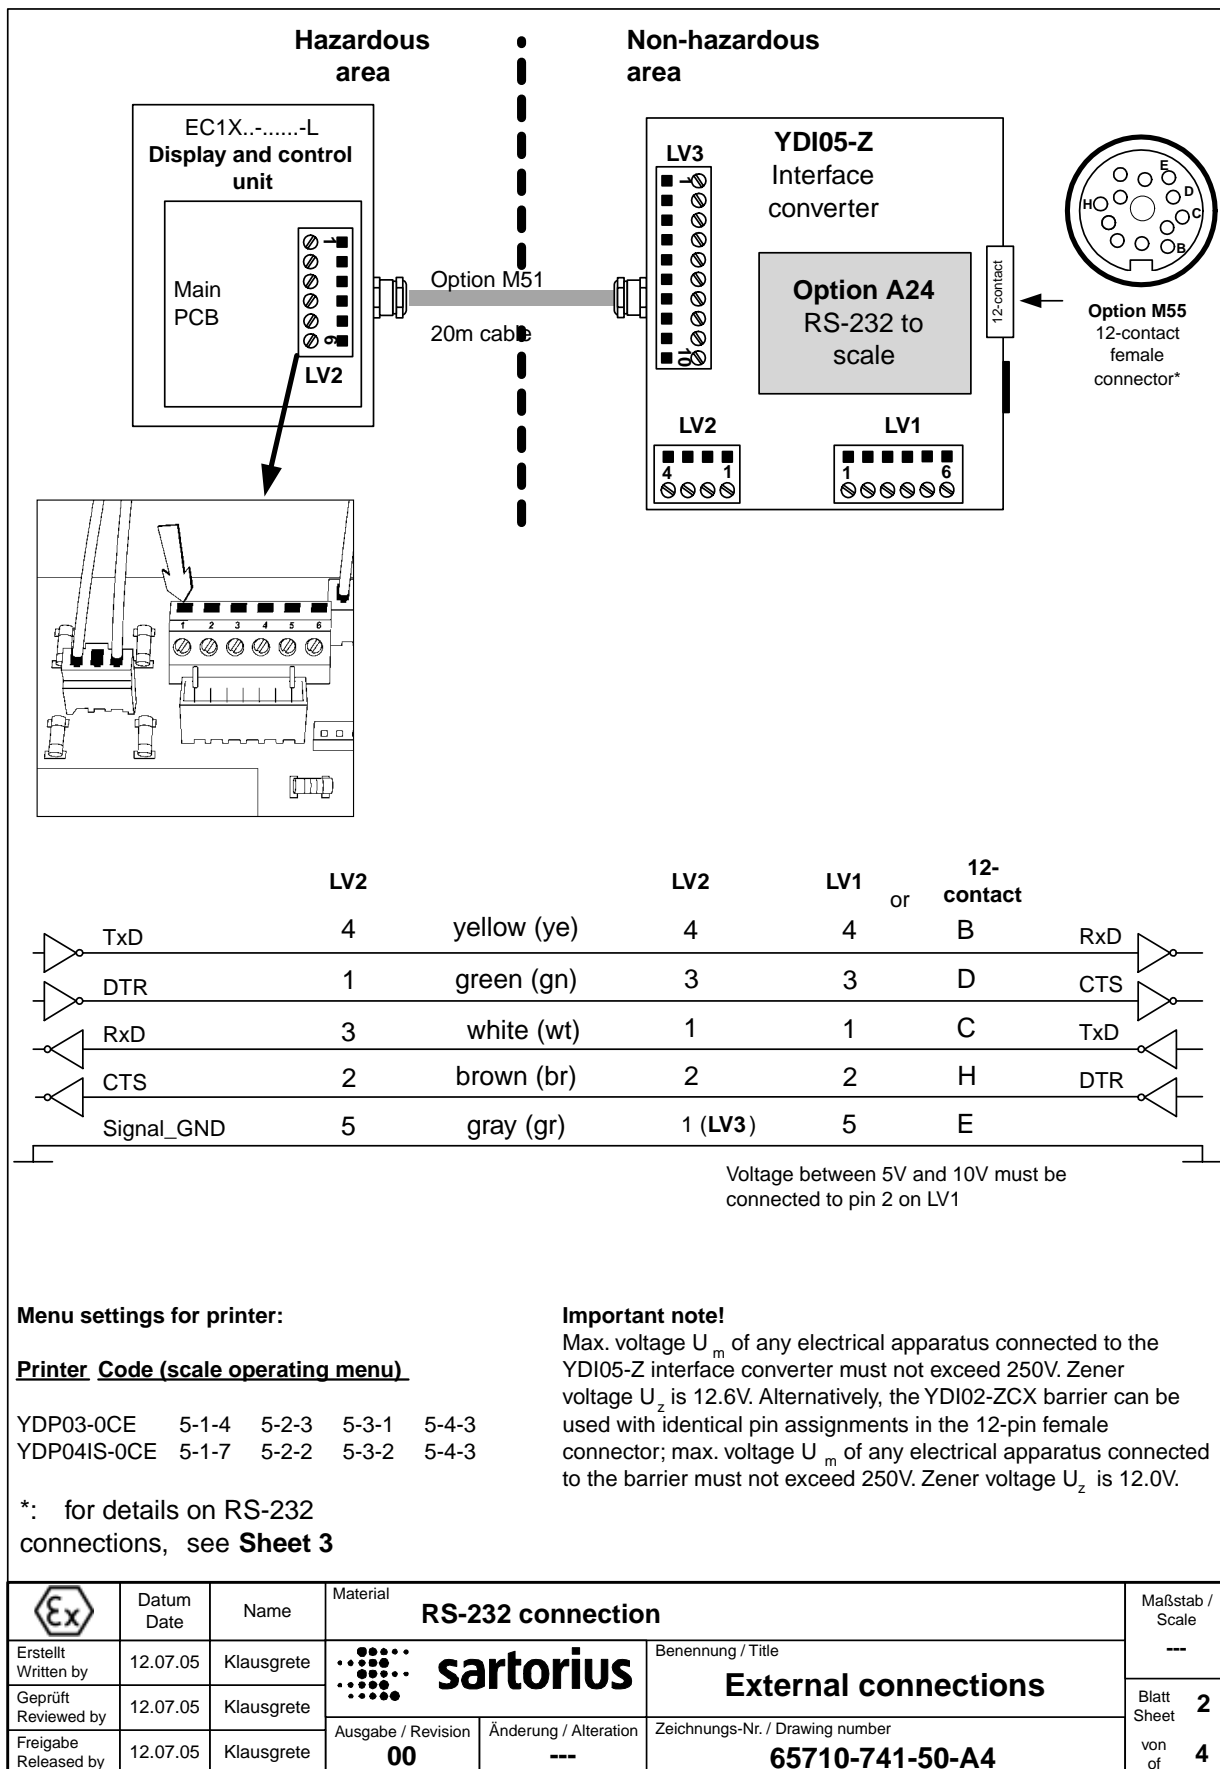 Hazardous
area
Non-hazardous
area
EC1X..-......-L
Display and control
unit
Main
PCB
1
6
LV2
Option M51
20m cable
YDI05-Z
Interface
converter
LV3
1
10
Option A24
RS-232 to
scale
12-contact
LV2
4 1
LV1
1 6
E
D
H
C
B
Option M55
12-contact
female
connector*
1 2 3 4 5 6
LV2 LV2 LV1 or 12-
contact
TxD 4 yellow (ye) 4 4 B RxD
DTR 1 green (gn) 3 3 D CTS
RxD 3 white (wt) 1 1 C TxD
CTS 2 brown (br) 2 2 H DTR
Signal_GND 5 gray (gr) 1 (LV3) 5 E
Voltage between 5V and 10V must be
connected to pin 2 on LV1
Menu settings for printer:
Printer Code (scale operating menu)
YDP03-0CE 5-1-4 5-2-3 5-3-1 5-4-3
YDP04IS-0CE 5-1-7 5-2-2 5-3-2 5-4-3
*: for details on RS-232
connections, see Sheet 3
Important note!
Max. voltage U m of any electrical apparatus connected to the
YDI05-Z interface converter must not exceed 250V. Zener
voltage Uz is 12.6V. Alternatively, the YDI02-ZCX barrier can be
used with identical pin assignments in the 12-pin female
connector; max. voltage U m of any electrical apparatus connected
to the barrier must not exceed 250V. Zener voltage Uz is 12.0V.
Ex
Datum
Date
Name
Material
RS-232 connection
Maßstab /
Scale
---
Erstellt
Written by
12.07.05
Klausgrete
sartorius
Benennung / Title
External connections
Geprüft
Reviewed by
12.07.05
Klausgrete
Blatt
Sheet
2
Freigabe
Released by
12.07.05
Klausgrete
Ausgabe / Revision
00
Änderung / Alteration
---
Zeichnungs-Nr. / Drawing number
65710-741-50-A4
von
of
4